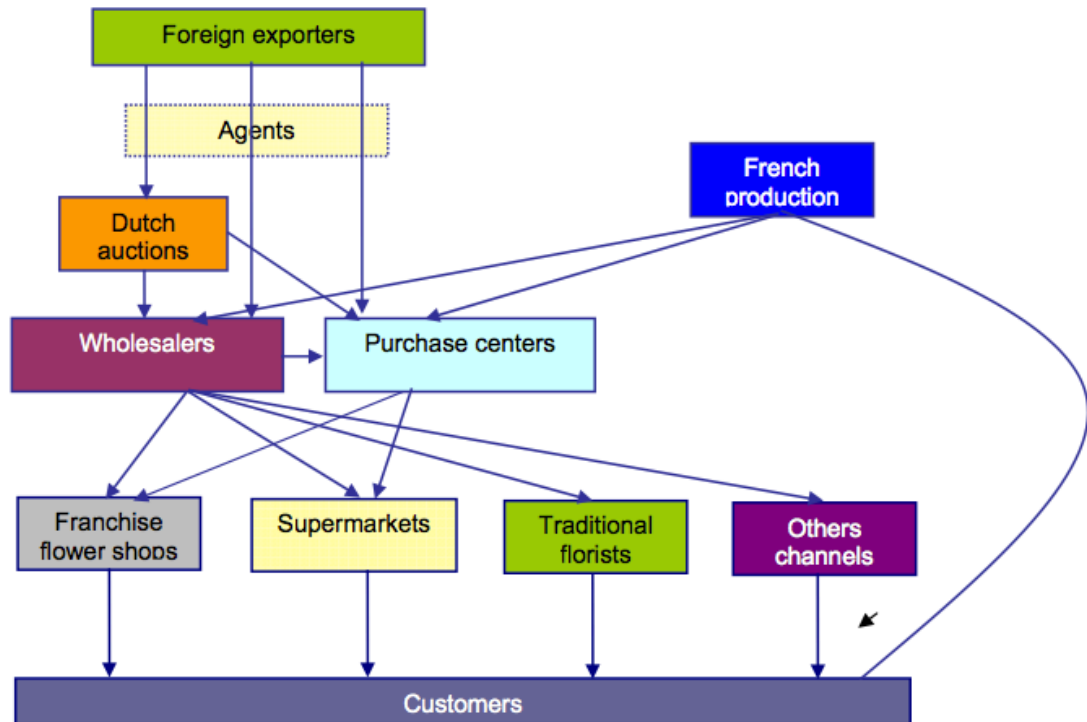 Foreign exporters
Agents
French
production
Dutch
auctions
Wholesalers
Purchase centers
Franchise
flower shops
Supermarkets
Traditional
florists
Others
channels
Customers